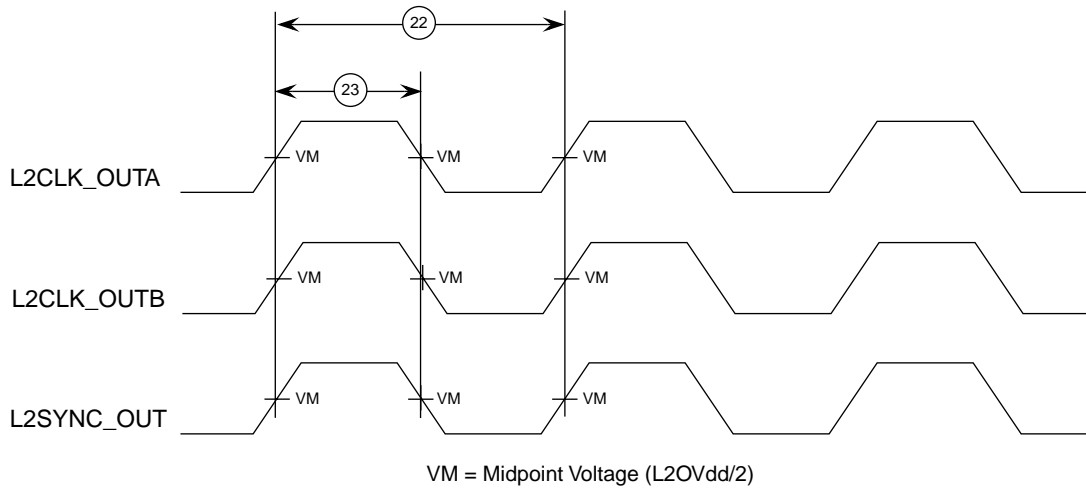 22
23
L2CLK_OUTA VM VM VM
L2CLK_OUTB VM VM VM
L2SYNC_OUT VM VM VM
VM = Midpoint Voltage (L2OVdd/2)